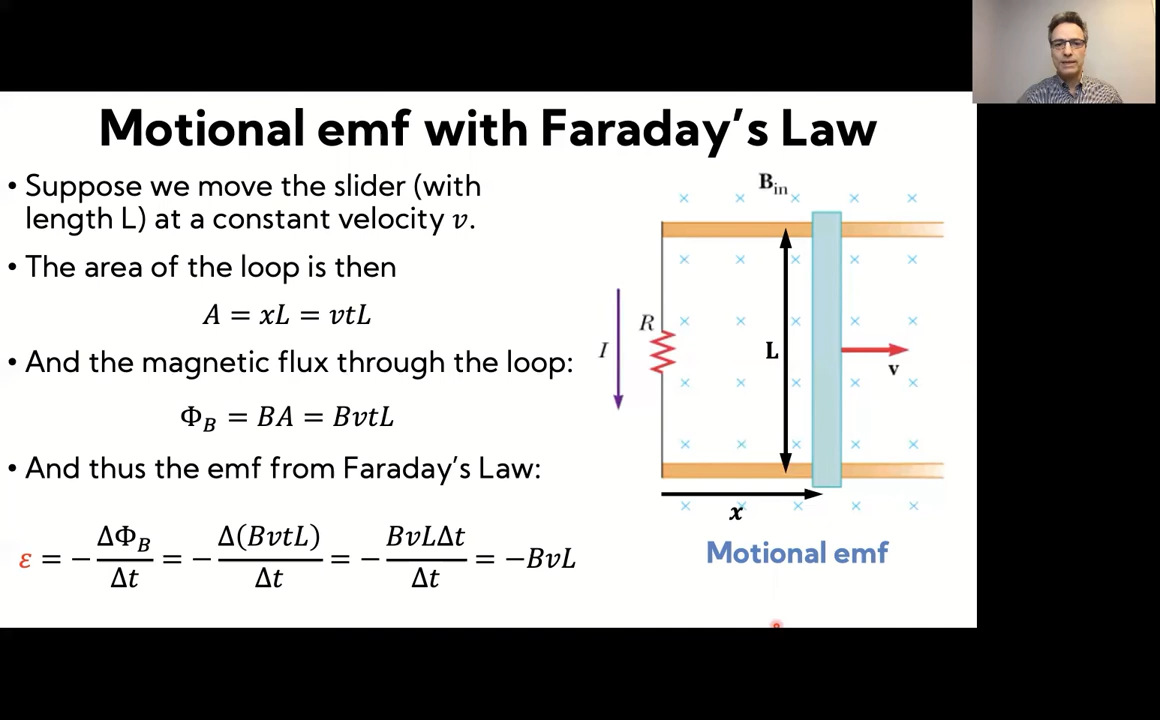 Motional emf with Faraday's Law
• Suppose we move the slider (with
length L) at a constant velocity v.
• The area of the loop is then
A = xL = vtL
• And the magnetic flux through the loop:
Φ_B = BA = BvtL
• And thus the emf from Faraday's Law:
ε = − ΔΦ_B/Δt = − Δ(BvtL)/Δt = − BvLΔt/Δt = −BvL
B_in
R
I
L
v
x
Motional emf